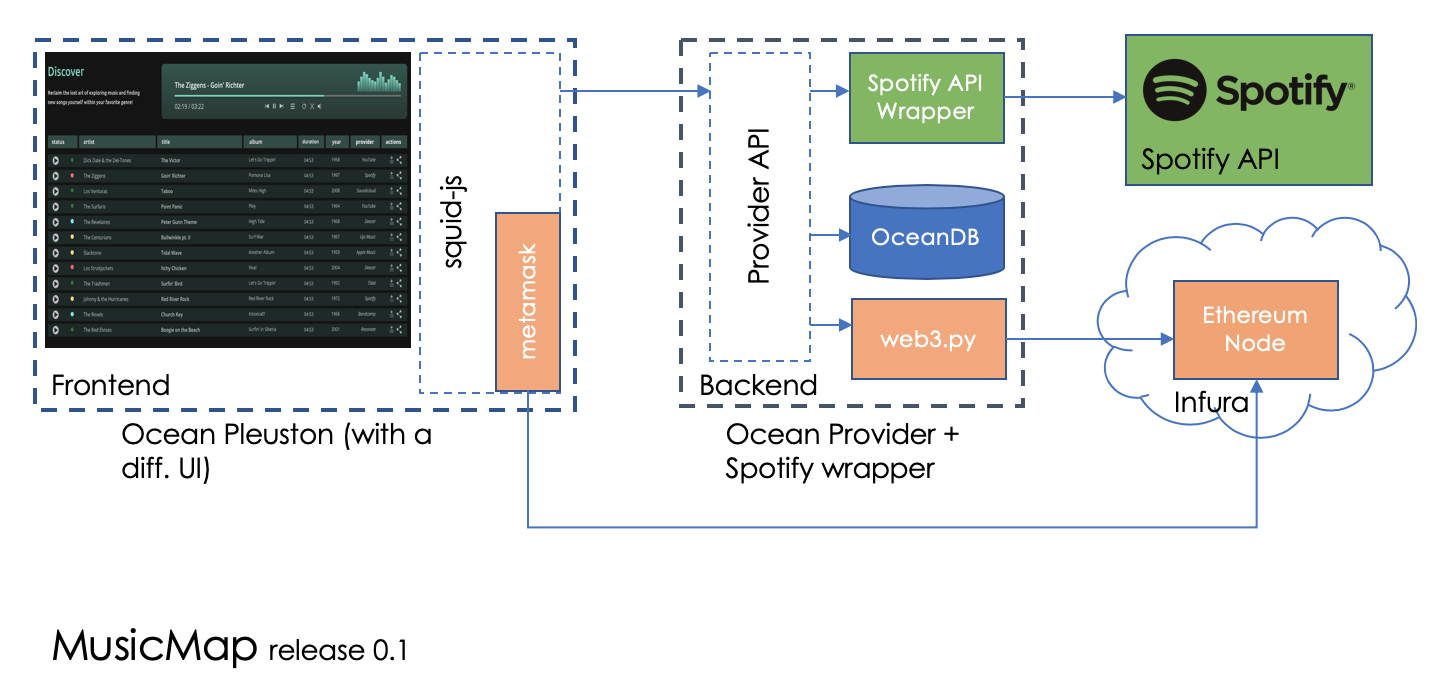 Discover
Reclaim the lost art of exploring music and finding
new songs yourself within your favorite genre!
The Ziggens - Goin' Richter
02:19 / 03:22
status artist title album duration year provider actions
Dick Dale & the Del-Tones The Victor Let's Go Trippin' 04:53 1958 YouTube
The Ziggens Goin' Richter Pomona Lisa 04:53 1997 Spotify
Los Venturas Taboo Miles High 04:53 2008 Soundcloud
The Surfaris Point Panic Play 04:53 1964 YouTube
The Revelaires Peter Gunn Theme High Tide 04:53 1968 Deezer
The Centurians Bullwinkle pt. II Surf War 04:53 1967 Life Music
Slacktone Tidal Wave Another Album 04:53 1959 Apple Music
Los Straitjackets Itchy Chicken Viva! 04:53 2004 Deezer
The Trashmen Surfin' Bird Let's Go Trippin' 04:53 1992 Tidal
Johnny & the Hurricanes Red River Rock Red River Rock 04:53 1972 Spotify
The Revels Church Key Intoxica!!! 04:53 1986 Bandcamp
The Red Elvises Boogie on the Beach Surfin' in Siberia 04:53 2001 Resonate
squid-js
metamask
Frontend
Ocean Pleuston (with a
diff. UI)
Provider API
Spotify API
Wrapper
OceanDB
web3.py
Backend
Ocean Provider +
Spotify wrapper
Spotify®
Spotify API
Ethereum
Node
Infura
MusicMap release 0.1